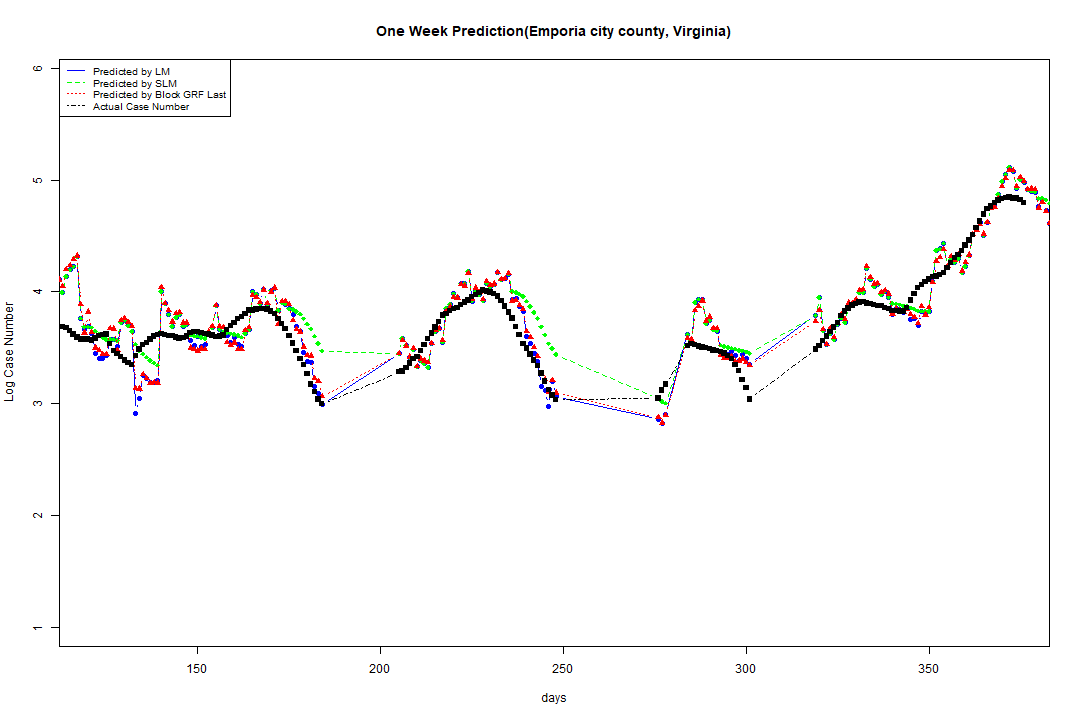 One Week Prediction(Emporia city county, Virginia)
Predicted by LM
Predicted by SLM
Predicted by Block GRF Last
Actual Case Number
6
5
4
3
2
1
Log Case Number
150
200
250
300
350
days